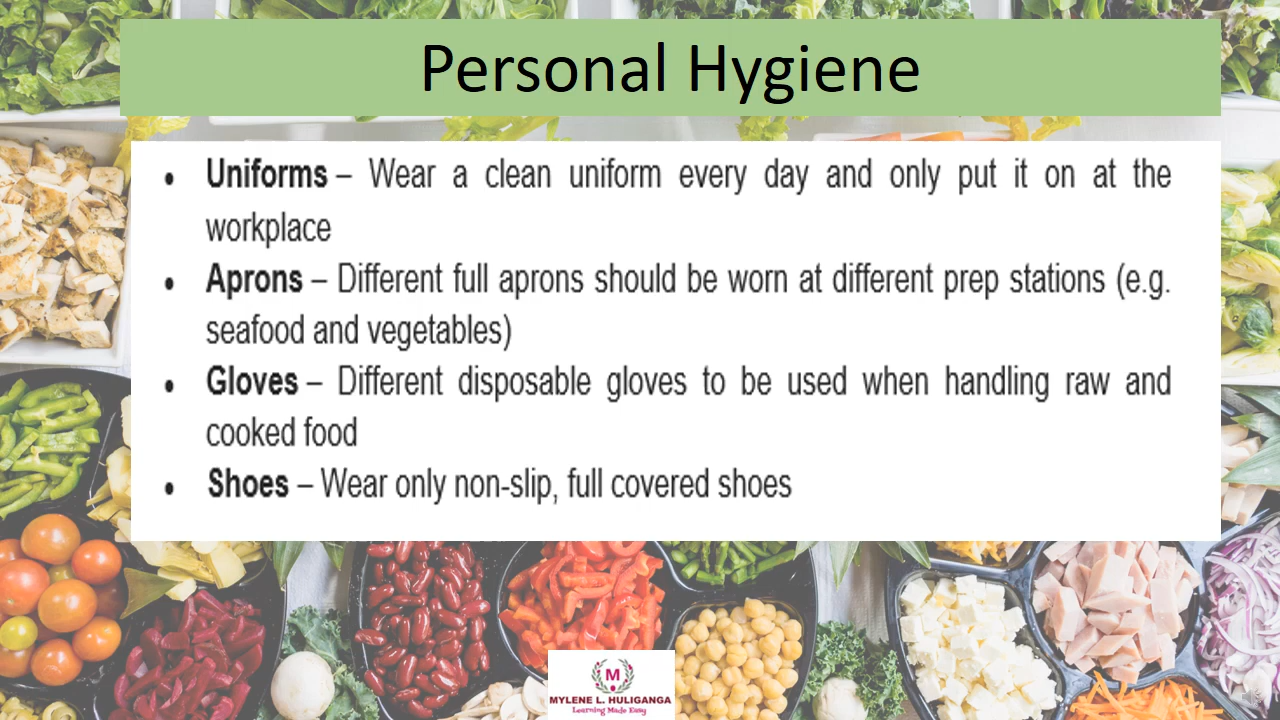 Personal Hygiene
• Uniforms – Wear a clean uniform every day and only put it on at the
workplace
• Aprons – Different full aprons should be worn at different prep stations (e.g.
seafood and vegetables)
• Gloves – Different disposable gloves to be used when handling raw and
cooked food
• Shoes – Wear only non-slip, full covered shoes
M
MYLENE L. HULIGANGA
Learning Made Easy